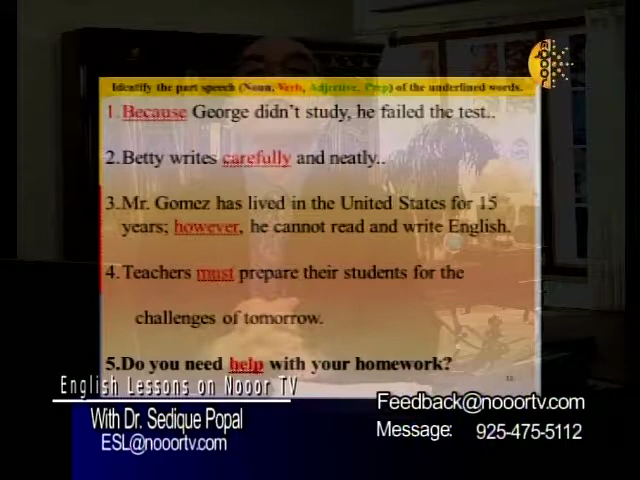 Identify the part speech (Noun, Verb, Adjective, Prep) of the underlined words.
1.Because George didn't study, he failed the test..
2.Betty writes carefully and neatly..
3.Mr. Gomez has lived in the United States for 15
years; however, he cannot read and write English.
4.Teachers must prepare their students for the
challenges of tomorrow.
5.Do you need help with your homework?
English Lessons on Nooor TV
With Dr. Sedique Popal
ESL@nooortv.com
Feedback@nooortv.com
Message: 925-475-5112